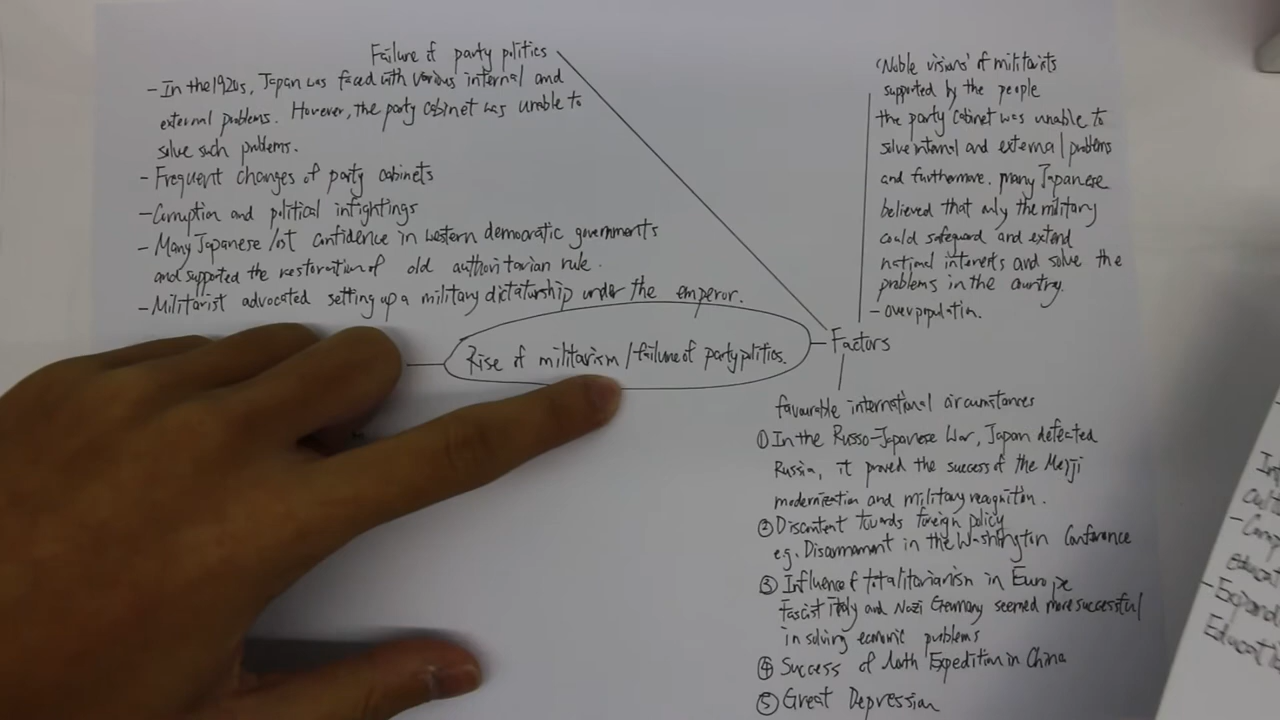 Failure of party politics
- In the 1920s, Japan was faced with various internal and
external problems. However, the party cabinet was unable to
solve such problems.
- Frequent changes of party cabinets
- Corruption and political infightings
- Many Japanese lost confidence in western democratic governments
and supported the restoration of old authoritarian rule.
- Militarist advocated setting up a military dictaturship under the emperor.
Rise of militarism / failure of party politics.
Factors
'Noble visions' of militarists
supported by the people
the party cabinet was unable to
solve internal and external problems
and furthermore, many Japanese
believed that only the military
could safeguard and extend
national interests and solve the
problems in the country.
- overpopulation.
favourable international circumstances
① In the Russo-Japanese War, Japan defeated
Russia, it proved the success of the Meiji
modernization and military recognition.
② Discontent towards foreign policy
e.g. Disarmament in the Washington Conference
③ Influence of totalitarianism in Europe
Fascist Italy and Nazi Germany seemed more successful
in solving economic problems
④ Success of North Expedition in China
⑤ Great Depression